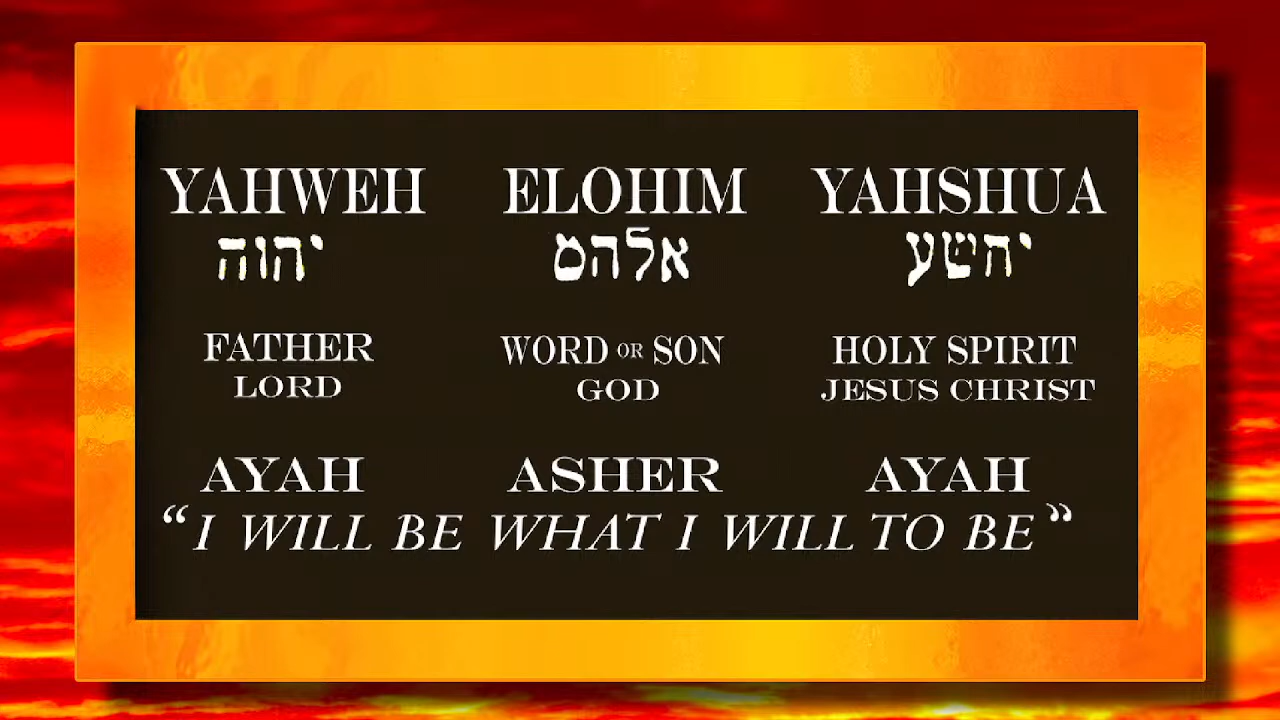 YAHWEH ELOHIM YAHSHUA
יהוה אלהם יהשע
FATHER WORD OR SON HOLY SPIRIT
LORD GOD JESUS CHRIST
AYAH ASHER AYAH
“I WILL BE WHAT I WILL TO BE”